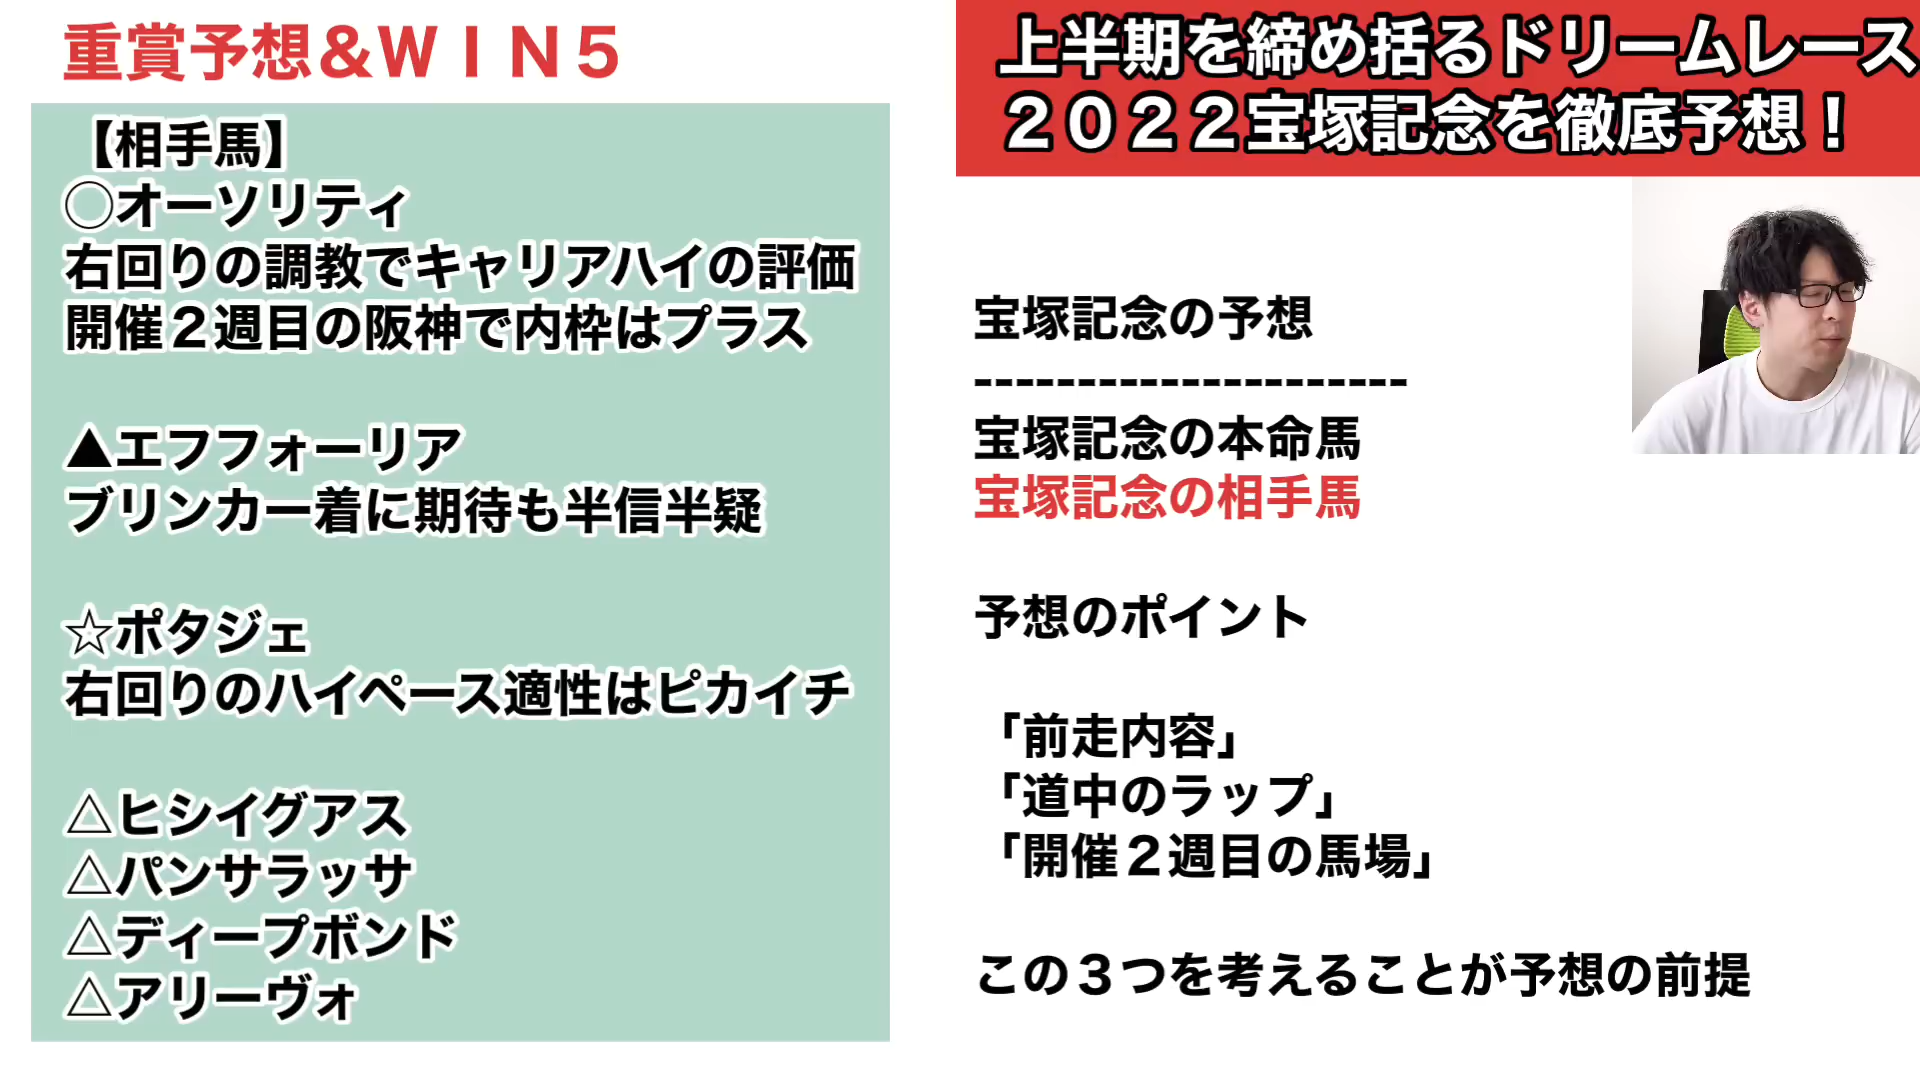 重賞予想＆ＷＩＮ５
【相手馬】
◯オーソリティ
右回りの調教でキャリアハイの評価
開催２週目の阪神で内枠はプラス
▲エフフォーリア
ブリンカー着に期待も半信半疑
☆ポタジェ
右回りのハイペース適性はピカイチ
△ヒシイグアス
△パンサラッサ
△ディープボンド
△アリーヴォ
上半期を締め括るドリームレース
２０２２宝塚記念を徹底予想！
宝塚記念の予想
---------------------
宝塚記念の本命馬
宝塚記念の相手馬
予想のポイント
「前走内容」
「道中のラップ」
「開催２週目の馬場」
この３つを考えることが予想の前提